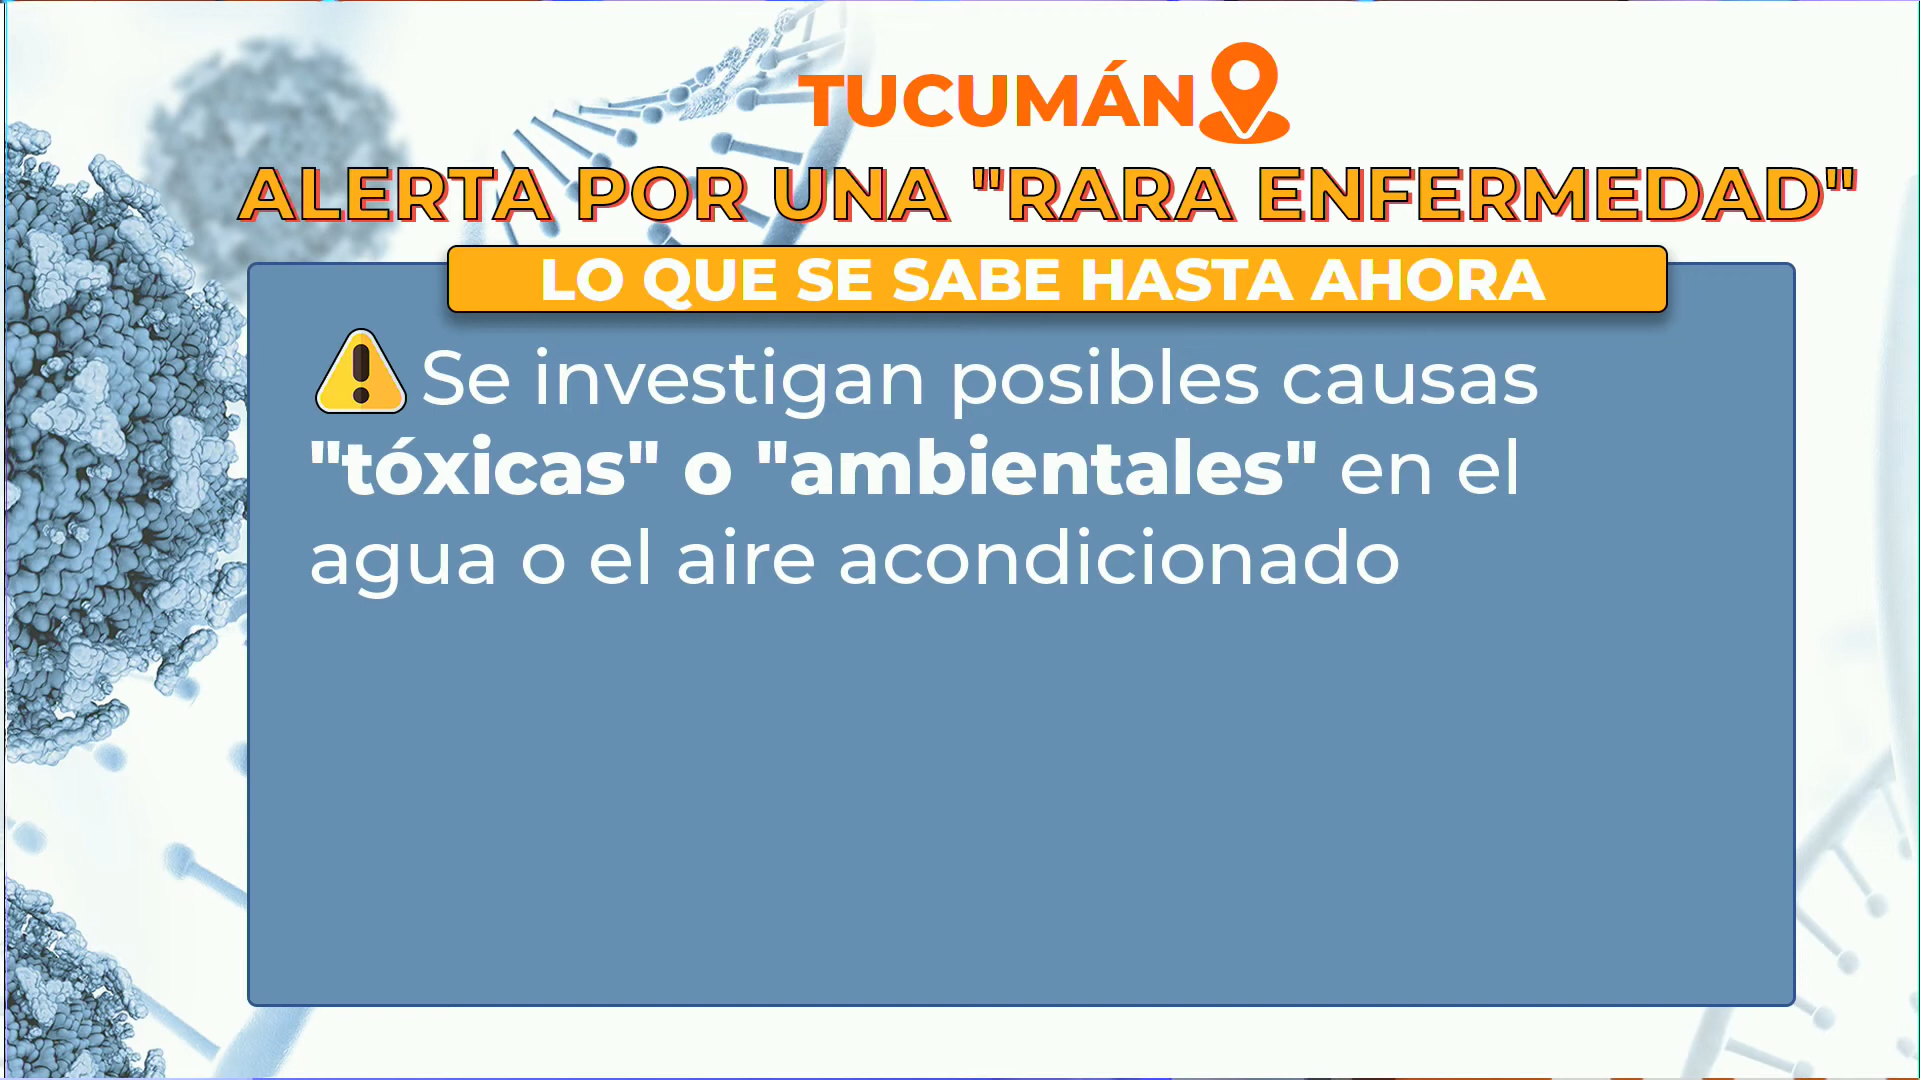 TUCUMÁN
ALERTA POR UNA "RARA ENFERMEDAD"
LO QUE SE SABE HASTA AHORA
Se investigan posibles causas
"tóxicas" o "ambientales" en el
agua o el aire acondicionado